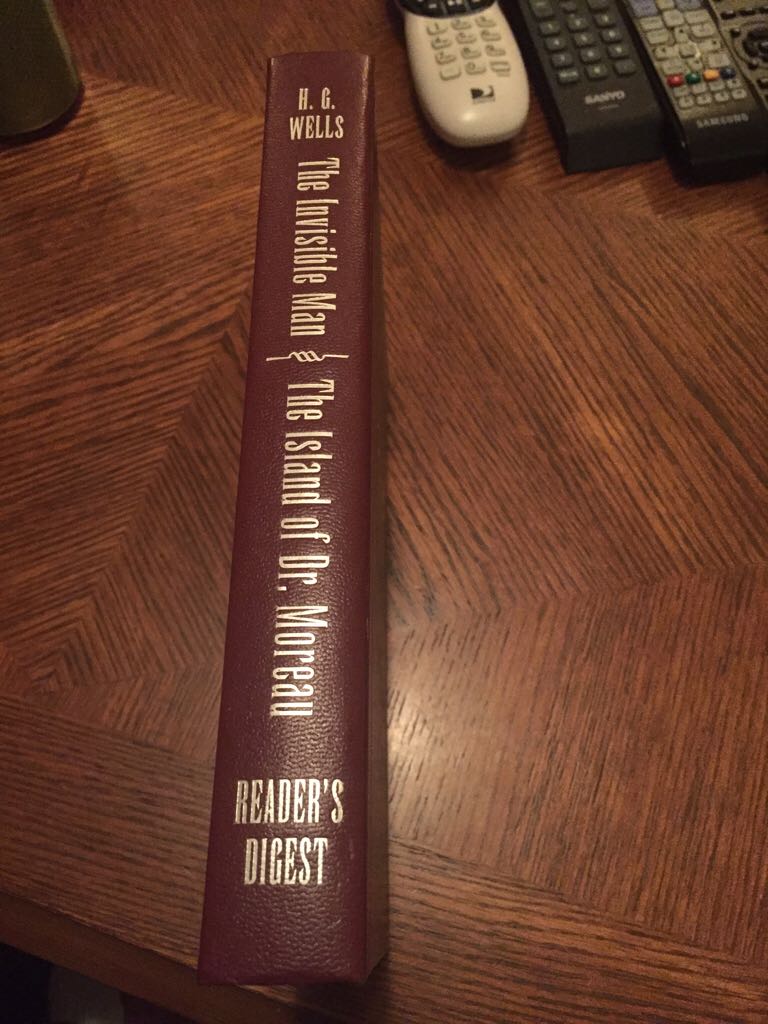 H. G.
WELLS
The Invisible Man
The Island of Dr. Moreau
READER'S
DIGEST
SANYO
SAMSUNG